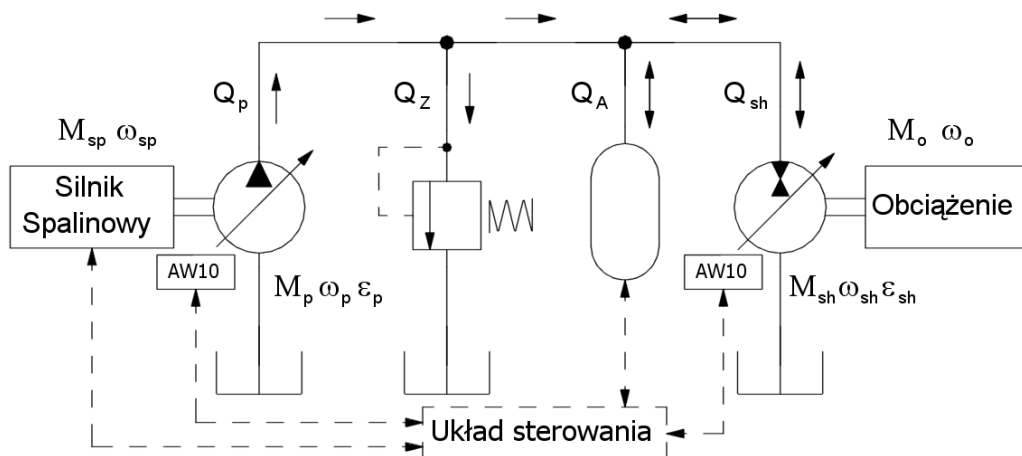 Q_p
Q_Z
Q_A
Q_sh
M_sp ω_sp
M_o ω_o
Silnik
Spalinowy
Obciążenie
AW10
AW10
M_p ω_p ε_p
M_sh ω_sh ε_sh
Układ sterowania